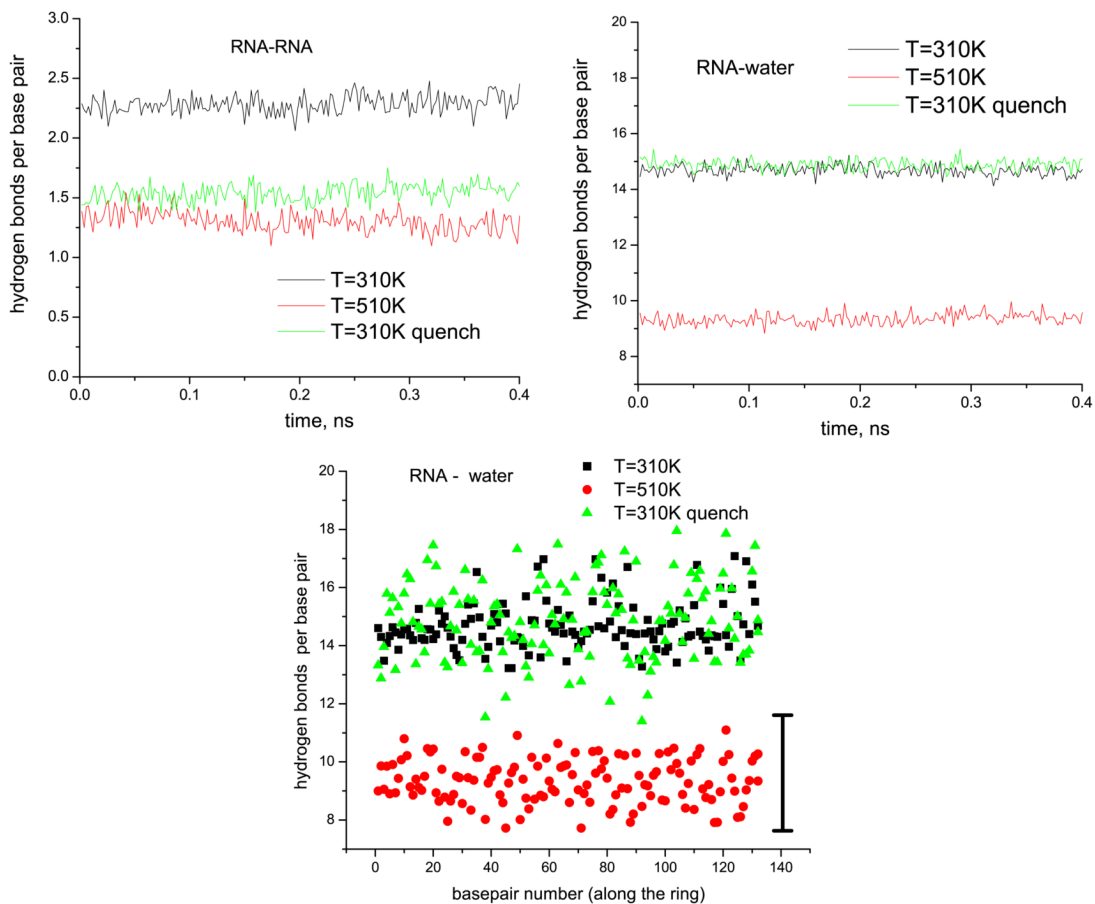 RNA-RNA
hydrogen bonds per base pair
3.0
2.5
2.0
1.5
1.0
0.5
0.0
T=310K
T=510K
T=310K quench
0.0 0.1 0.2 0.3 0.4
time, ns
RNA-water
hydrogen bonds per base pair
20
18
16
14
12
10
8
T=310K
T=510K
T=310K quench
0.0 0.1 0.2 0.3 0.4
time, ns
RNA - water
hydrogen bonds per base pair
20
18
16
14
12
10
8
T=310K
T=510K
T=310K quench
0 20 40 60 80 100 120 140
basepair number (along the ring)